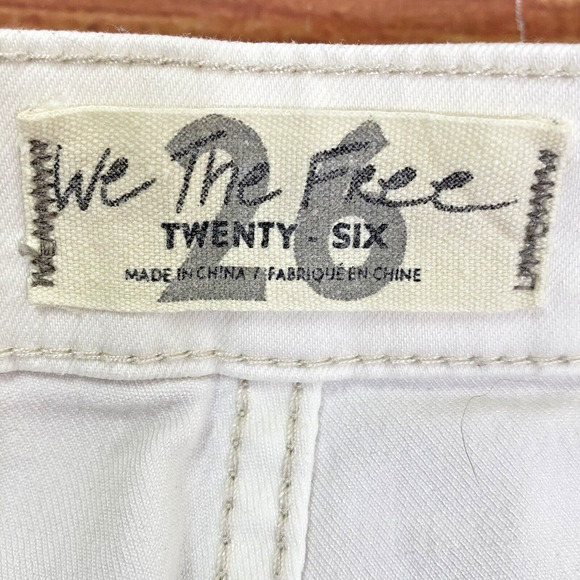 We The Free
26
TWENTY - SIX
MADE IN CHINA / FABRIQUÉ EN CHINE